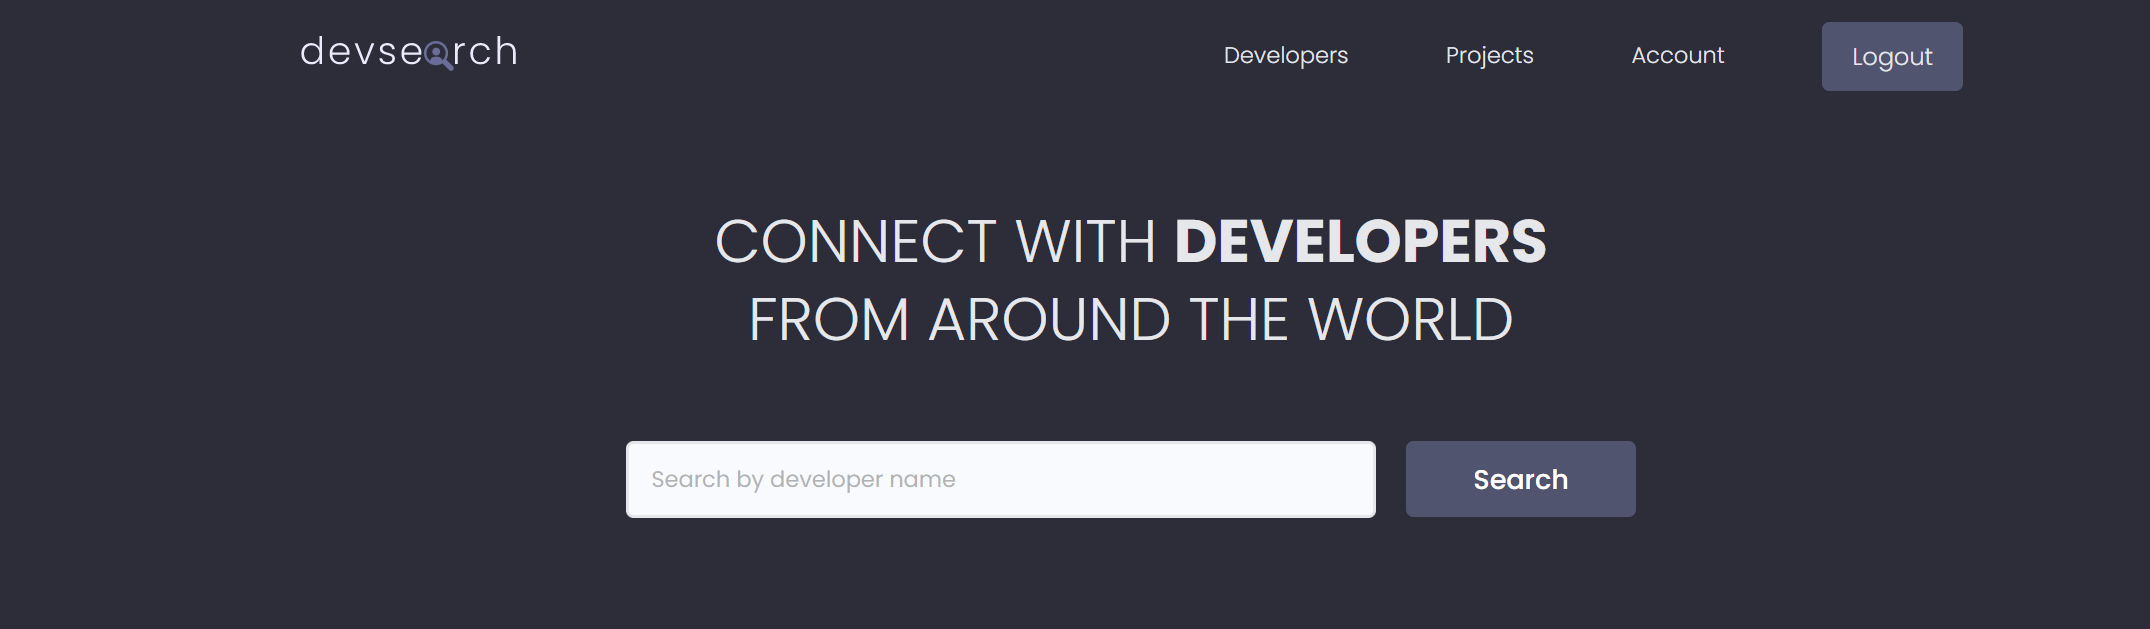 devsearch
Developers
Projects
Account
Logout
CONNECT WITH DEVELOPERS
FROM AROUND THE WORLD
Search by developer name
Search